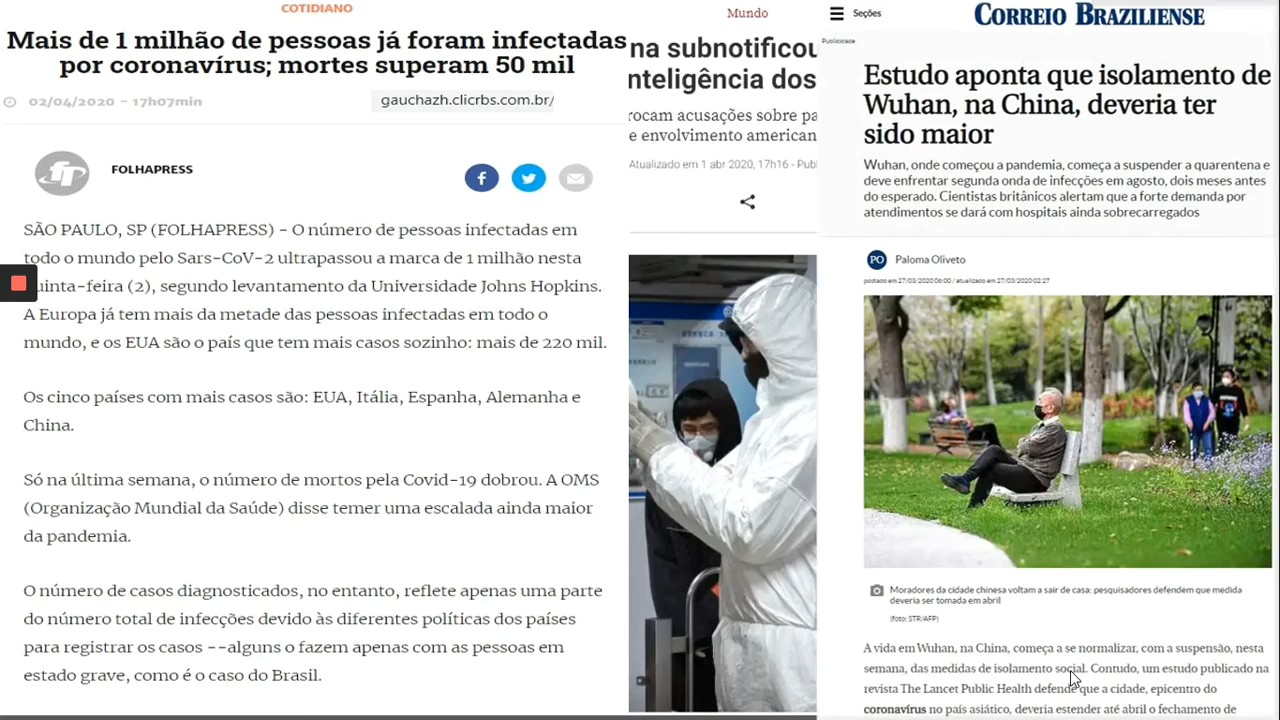 COTIDIANO
Mais de 1 milhão de pessoas já foram infectadas
por coronavírus; mortes superam 50 mil
02/04/2020 - 17h07min
gauchazh.clicrbs.com.br/
FOLHAPRESS
SÃO PAULO, SP (FOLHAPRESS) - O número de pessoas infectadas em
todo o mundo pelo Sars-CoV-2 ultrapassou a marca de 1 milhão nesta
uinta-feira (2), segundo levantamento da Universidade Johns Hopkins.
A Europa já tem mais da metade das pessoas infectadas em todo o
mundo, e os EUA são o país que tem mais casos sozinho: mais de 220 mil.
Os cinco países com mais casos são: EUA, Itália, Espanha, Alemanha e
China.
Só na última semana, o número de mortos pela Covid-19 dobrou. A OMS
(Organização Mundial da Saúde) disse temer uma escalada ainda maior
da pandemia.
O número de casos diagnosticados, no entanto, reflete apenas uma parte
do número total de infecções devido às diferentes políticas dos países
para registrar os casos --alguns o fazem apenas com as pessoas em
estado grave, como é o caso do Brasil.
Mundo
na subnotificou
nteligência dos
rocam acusações sobre pa
e envolvimento american
Atualizado em 1 abr 2020, 17h16 - Publ
Seções
CORREIO BRAZILIENSE
Publicidade
Estudo aponta que isolamento de
Wuhan, na China, deveria ter
sido maior
Wuhan, onde começou a pandemia, começa a suspender a quarentena e
deve enfrentar segunda onda de infecções em agosto, dois meses antes
do esperado. Cientistas britânicos alertam que a forte demanda por
atendimentos se dará com hospitais ainda sobrecarregados
PO Paloma Oliveto
postado em 27/03/2020 06:00 / atualizado em 27/03/2020 02:27
Moradores da cidade chinesa voltam a sair de casa: pesquisadores defendem que medida
deveria ser tomada em abril
(foto: STR/AFP)
A vida em Wuhan, na China, começa a se normalizar, com a suspensão, nesta
semana, das medidas de isolamento social. Contudo, um estudo publicado na
revista The Lancet Public Health defende que a cidade, epicentro do
coronavírus no país asiático, deveria estender até abril o fechamento de